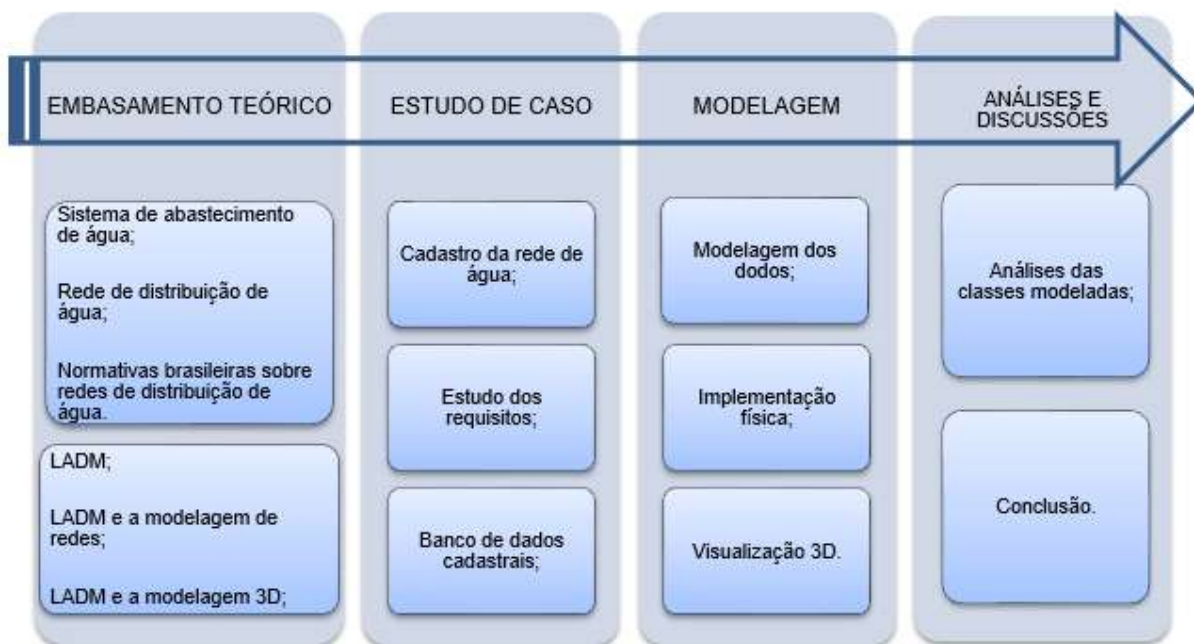 EMBASAMENTO TEÓRICO
ESTUDO DE CASO
MODELAGEM
ANÁLISES E
DISCUSSÕES
Sistema de abastecimento
de água;
Rede de distribuição de
água;
Normativas brasileiras sobre
redes de distribuição de
água.
LADM;
LADM e a modelagem de
redes;
LADM e a modelagem 3D;
Cadastro da rede de
água;
Estudo dos
requisitos;
Banco de dados
cadastrais;
Modelagem dos
dodos;
Implementação
física;
Visualização 3D.
Análises das
classes modeladas;
Conclusão.